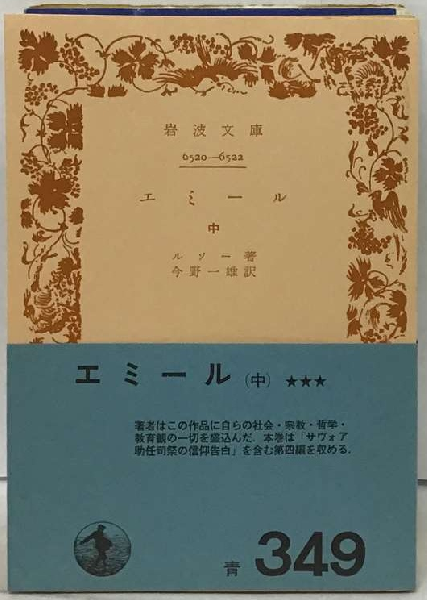 岩波文庫
6520—6522
エミール
中
ルソー著
今野一雄訳
エミール(中) ★★★
著者はこの作品に自らの社会・宗教・哲学・
教育観の一切を盛込んだ。本巻は「サヴォア
助任司祭の信仰告白」を含む第四編を収める。
青 349